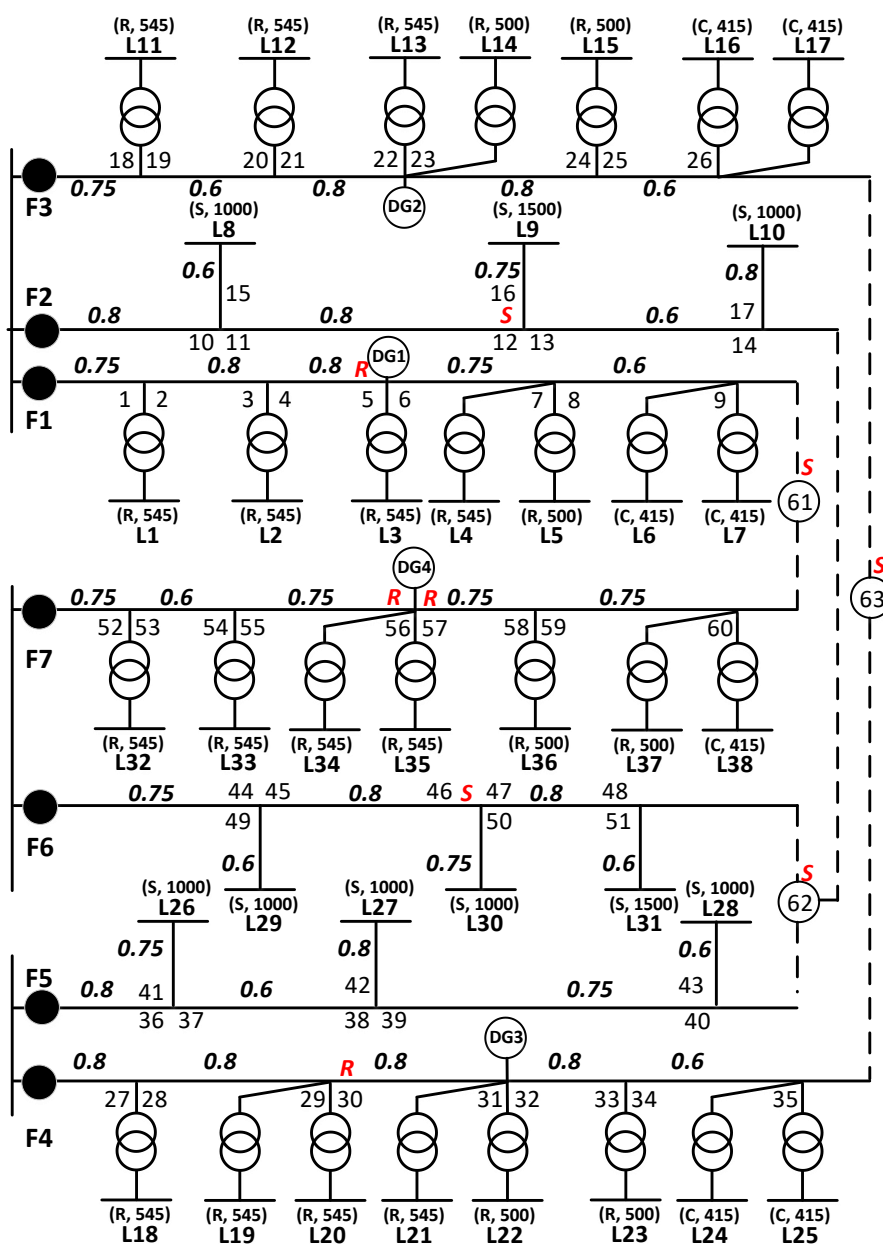 (R, 545) (R, 545) (R, 545) (R, 500) (R, 500) (C, 415) (C, 415)
L11 L12 L13 L14 L15 L16 L17
18 19 20 21 22 23 24 25 26
0.75 0.6 0.8 0.8 0.6
F3 DG2
(S, 1000) (S, 1500) (S, 1000)
L8 L9 L10
0.6 0.75 0.8
15 16 17
F2 0.8 0.8 S 0.6
10 11 12 13 14
0.75 0.8 0.8 R DG1 0.75 0.6
F1 1 2 3 4 5 6 7 8 9
S
61
(R, 545) (R, 545) (R, 545) (R, 545) (R, 500) (C, 415) (C, 415)
L1 L2 L3 L4 L5 L6 L7
DG4
S
63
0.75 0.6 0.75 R R 0.75 0.75
F7 52 53 54 55 56 57 58 59 60
(R, 545) (R, 545) (R, 545) (R, 545) (R, 500) (R, 500) (C, 415)
L32 L33 L34 L35 L36 L37 L38
0.75 44 45 0.8 46 S 47 0.8 48
F6 49 50 51
0.6 0.75 0.6
(S, 1000) (S, 1000) (S, 1500)
L29 L30 L31
S
62
(S, 1000) (S, 1000) (S, 1000)
L26 L27 L28
0.75 0.8 0.6
F5 0.8 41 0.6 42 0.75 43
36 37 38 39 40
DG3
0.8 0.8 R 0.8 0.8 0.6
F4 27 28 29 30 31 32 33 34 35
(R, 545) (R, 545) (R, 545) (R, 545) (R, 500) (R, 500) (C, 415) (C, 415)
L18 L19 L20 L21 L22 L23 L24 L25